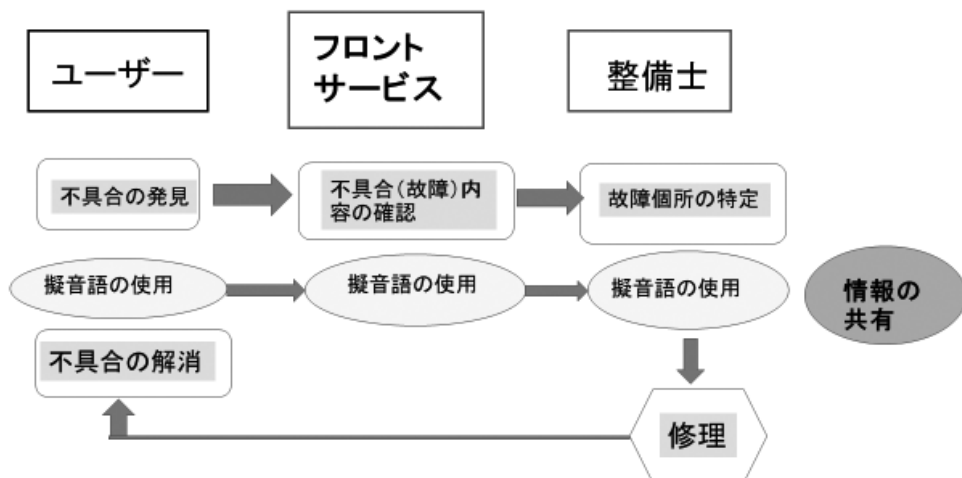 ユーザー
フロント
サービス
整備士
不具合の発見
不具合(故障)内
容の確認
故障個所の特定
擬音語の使用
擬音語の使用
擬音語の使用
情報の
共有
不具合の解消
修理